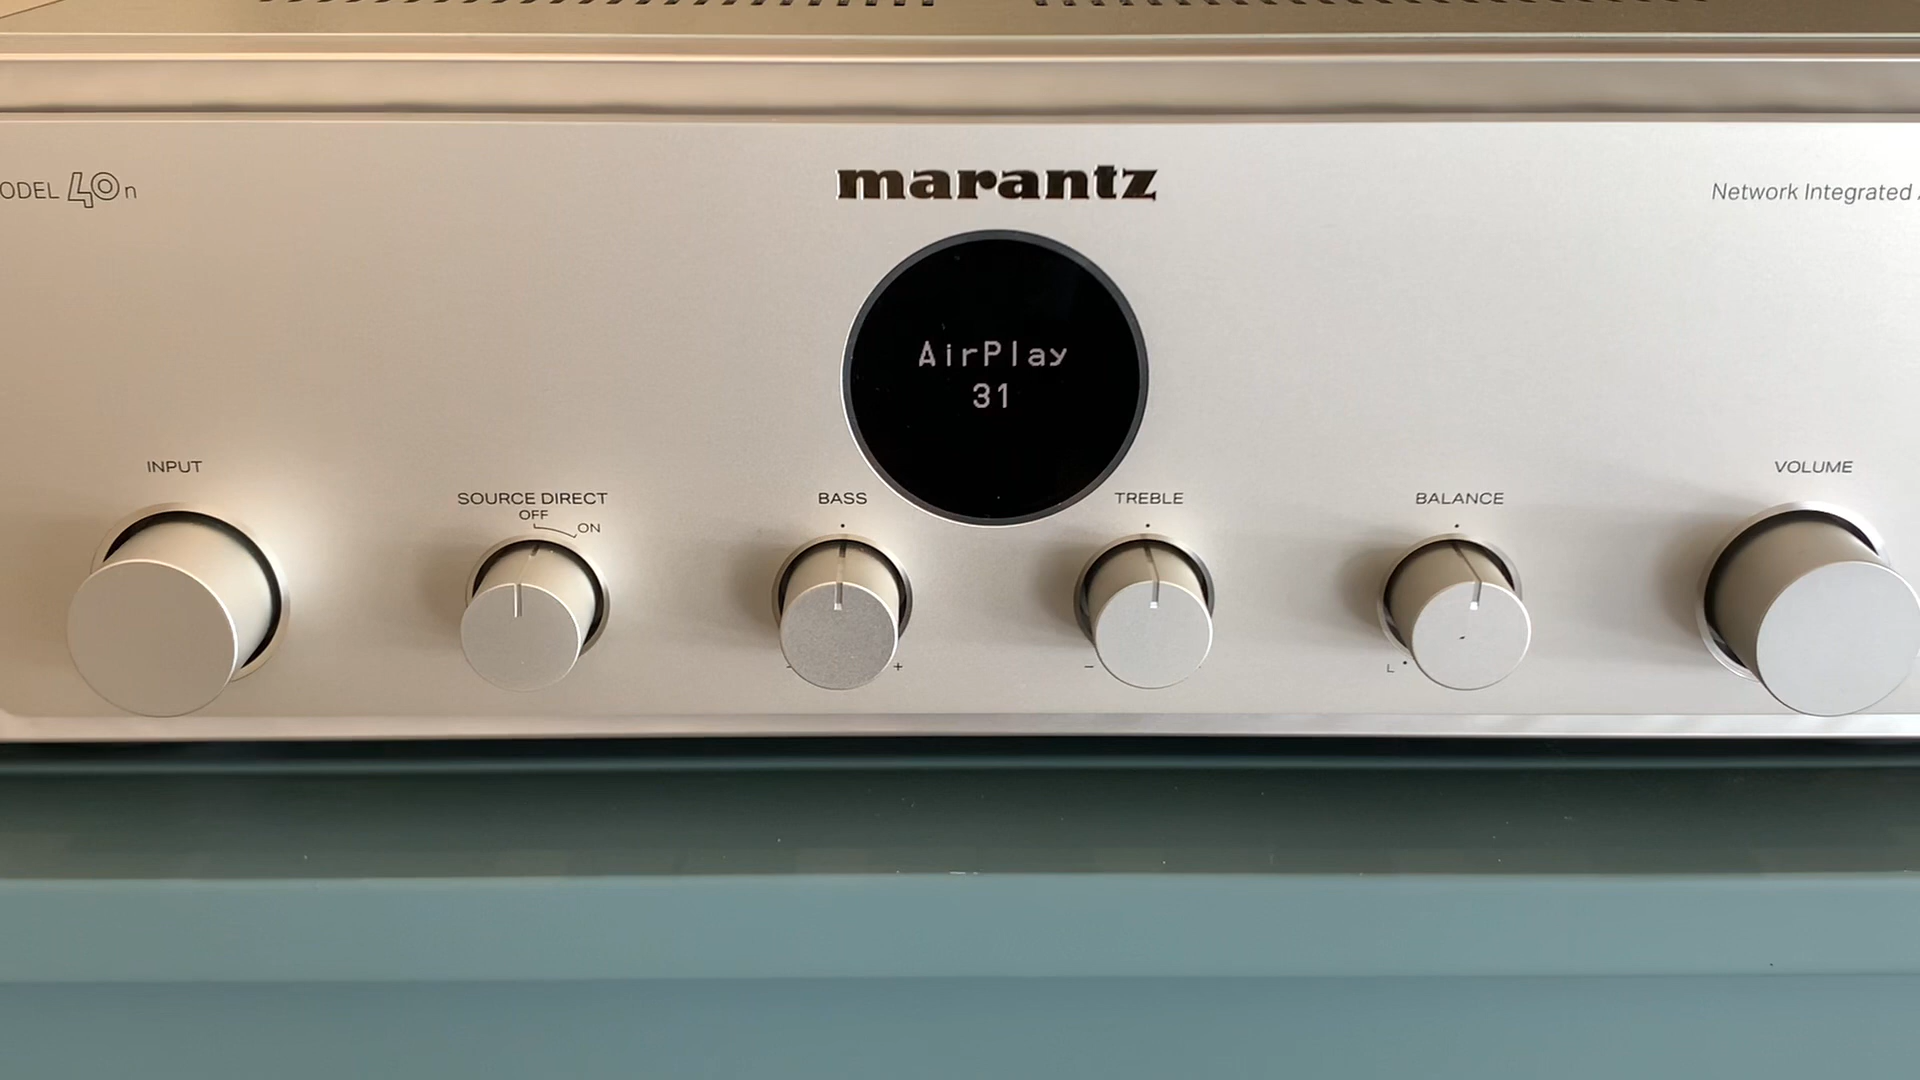 marantz
ODEL 40n
Network Integrated
AirPlay
31
INPUT
VOLUME
SOURCE DIRECT
OFF
ON
BASS
TREBLE
BALANCE
- +
-
L